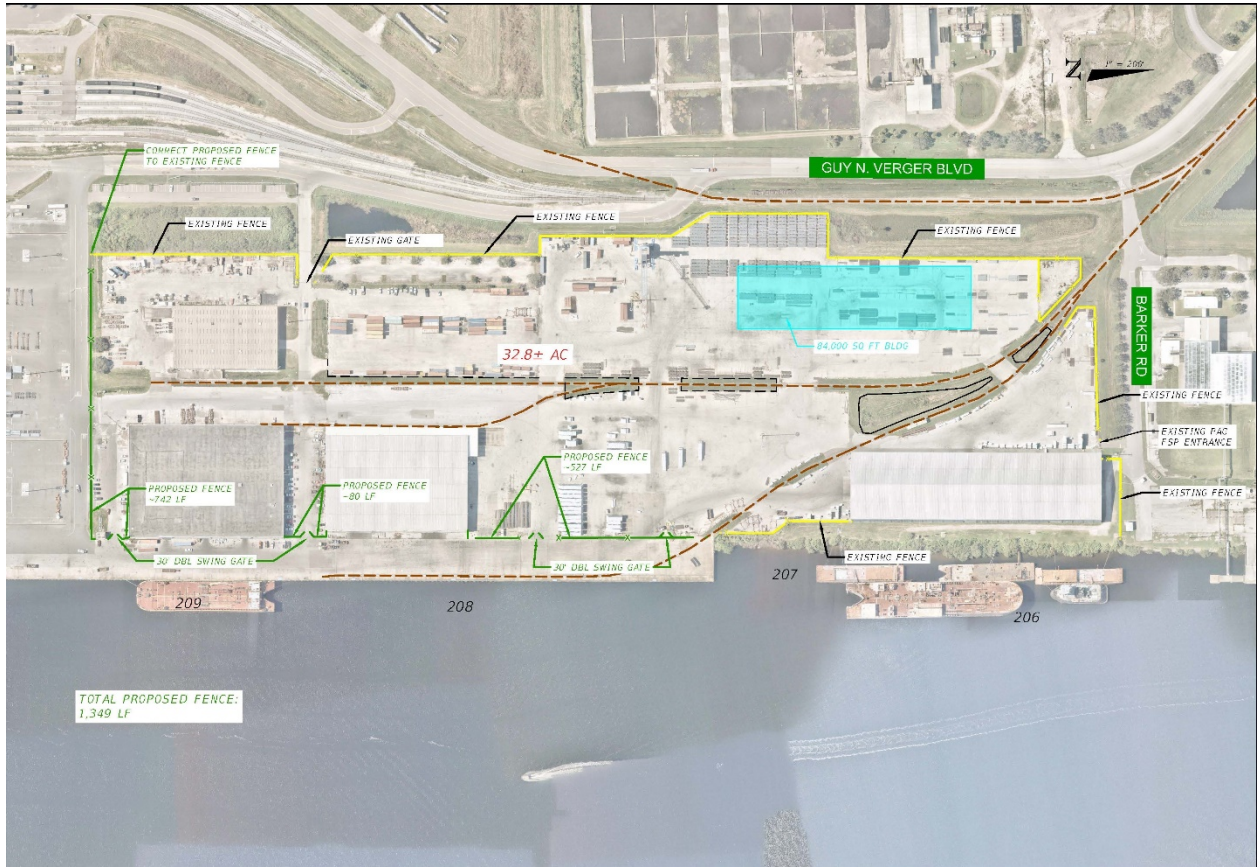 N
1" = 200'
CORRECT PROPOSED FENCE
TO EXISTING FENCE
GUY N. VERGER BLVD
EXISTING FENCE
EXISTING FENCE
EXISTING GATE
EXISTING FENCE
84,000 SQ FT BLDG
BARKER RD
32.8± AC
EXISTING FENCE
EXISTING PAC
FSP ENTRANCE
PROPOSED FENCE
~742 LF
PROPOSED FENCE
~80 LF
PROPOSED FENCE
~527 LF
EXISTING FENCE
EXISTING FENCE
30' DBL SWING GATE
30' DBL SWING GATE
207
209
208
206
TOTAL PROPOSED FENCE:
1,349 LF